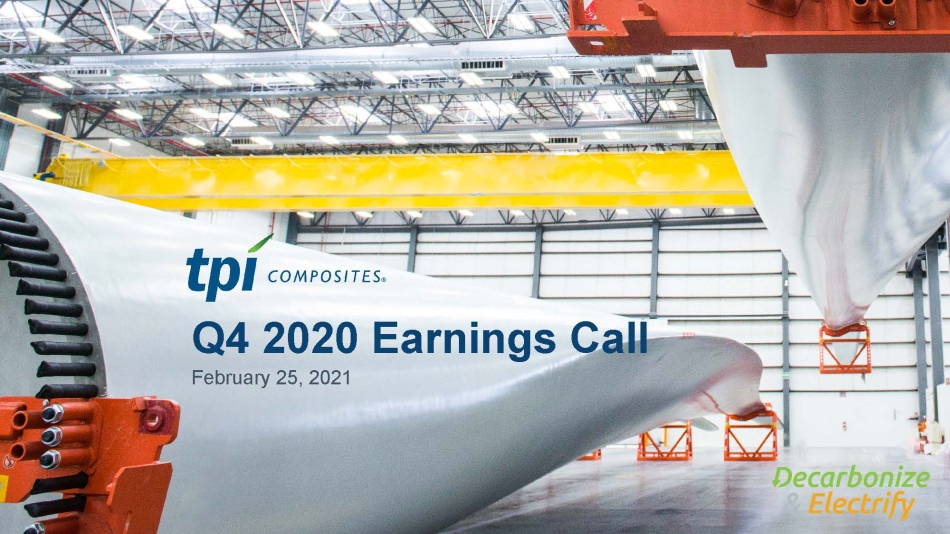 tpi COMPOSITES®
Q4 2020 Earnings Call
February 25, 2021
Decarbonize
& Electrify